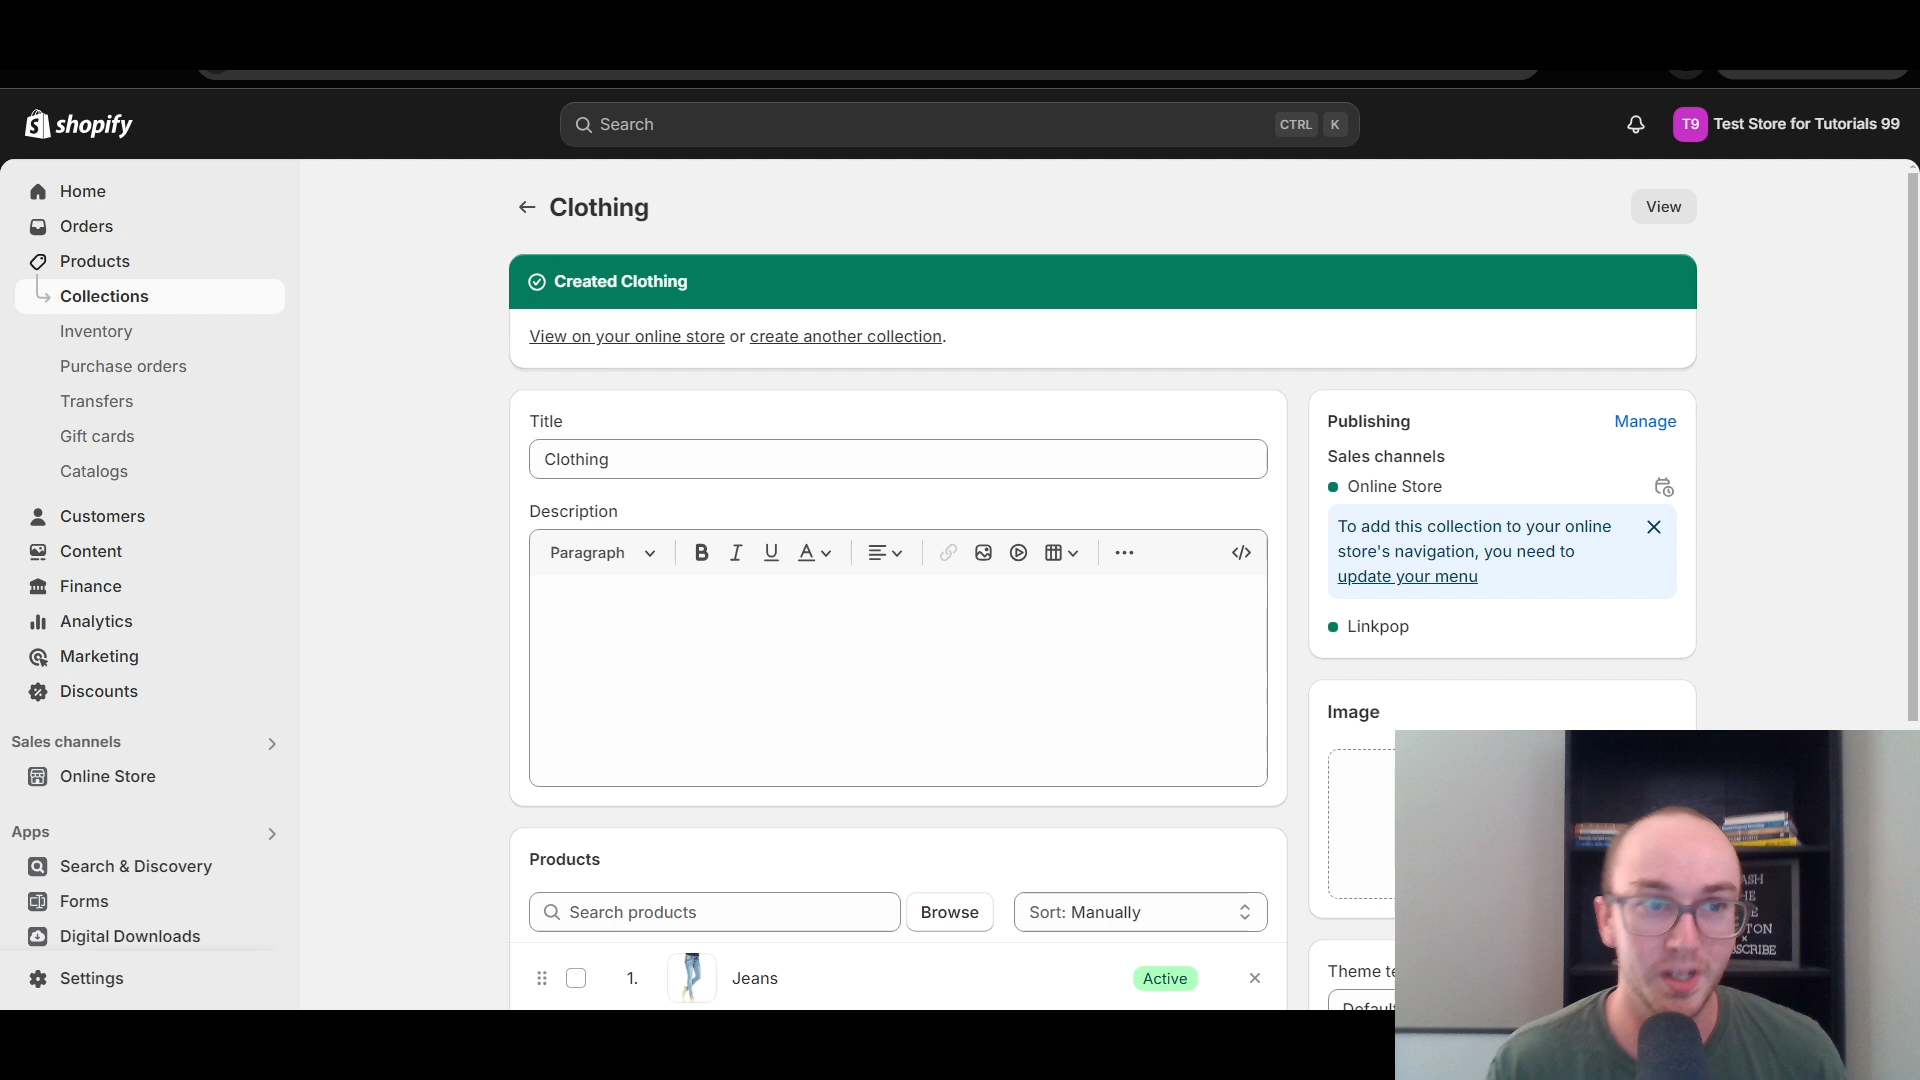 shopify
Search
CTRL K
T9 Test Store for Tutorials 99
Home
Orders
Products
Collections
Inventory
Purchase orders
Transfers
Gift cards
Catalogs
Customers
Content
Finance
Analytics
Marketing
Discounts
Sales channels
Online Store
Apps
Search & Discovery
Forms
Digital Downloads
Settings
Clothing
View
Created Clothing
View on your online store or create another collection.
Title
Clothing
Description
Paragraph
Products
Search products
Browse
Sort: Manually
1. Jeans
Active
Publishing
Manage
Sales channels
Online Store
To add this collection to your online
store's navigation, you need to
update your menu
Linkpop
Image